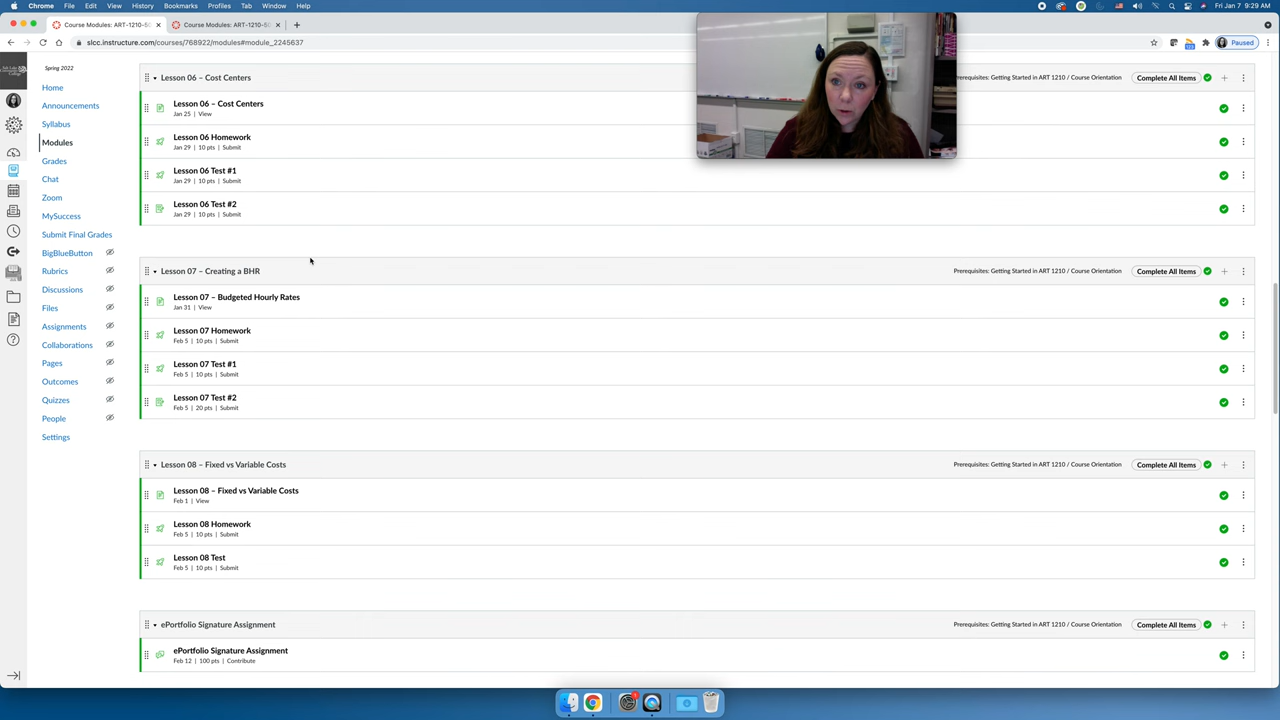 Chrome File Edit View History Bookmarks Profiles Tab Window Help
Fri Jan 7 9:29 AM
Course Modules: ART-1210-50
Course Modules: ART-1210-50
slcc.instructure.com/courses/768922/modules#module_2245637
Paused
Spring 2022
Home
Announcements
Syllabus
Modules
Grades
Chat
Zoom
MySuccess
Submit Final Grades
BigBlueButton
Rubrics
Discussions
Files
Assignments
Collaborations
Pages
Outcomes
Quizzes
People
Settings
Lesson 06 – Cost Centers
Prerequisites: Getting Started in ART 1210 / Course Orientation
Complete All Items
Lesson 06 – Cost Centers
Jan 25 | View
Lesson 06 Homework
Jan 29 | 10 pts | Submit
Lesson 06 Test #1
Jan 29 | 10 pts | Submit
Lesson 06 Test #2
Jan 29 | 10 pts | Submit
Lesson 07 – Creating a BHR
Prerequisites: Getting Started in ART 1210 / Course Orientation
Complete All Items
Lesson 07 – Budgeted Hourly Rates
Jan 31 | View
Lesson 07 Homework
Feb 5 | 10 pts | Submit
Lesson 07 Test #1
Feb 5 | 10 pts | Submit
Lesson 07 Test #2
Feb 5 | 20 pts | Submit
Lesson 08 – Fixed vs Variable Costs
Prerequisites: Getting Started in ART 1210 / Course Orientation
Complete All Items
Lesson 08 – Fixed vs Variable Costs
Feb 1 | View
Lesson 08 Homework
Feb 5 | 10 pts | Submit
Lesson 08 Test
Feb 5 | 10 pts | Submit
ePortfolio Signature Assignment
Prerequisites: Getting Started in ART 1210 / Course Orientation
Complete All Items
ePortfolio Signature Assignment
Feb 12 | 100 pts | Contribute